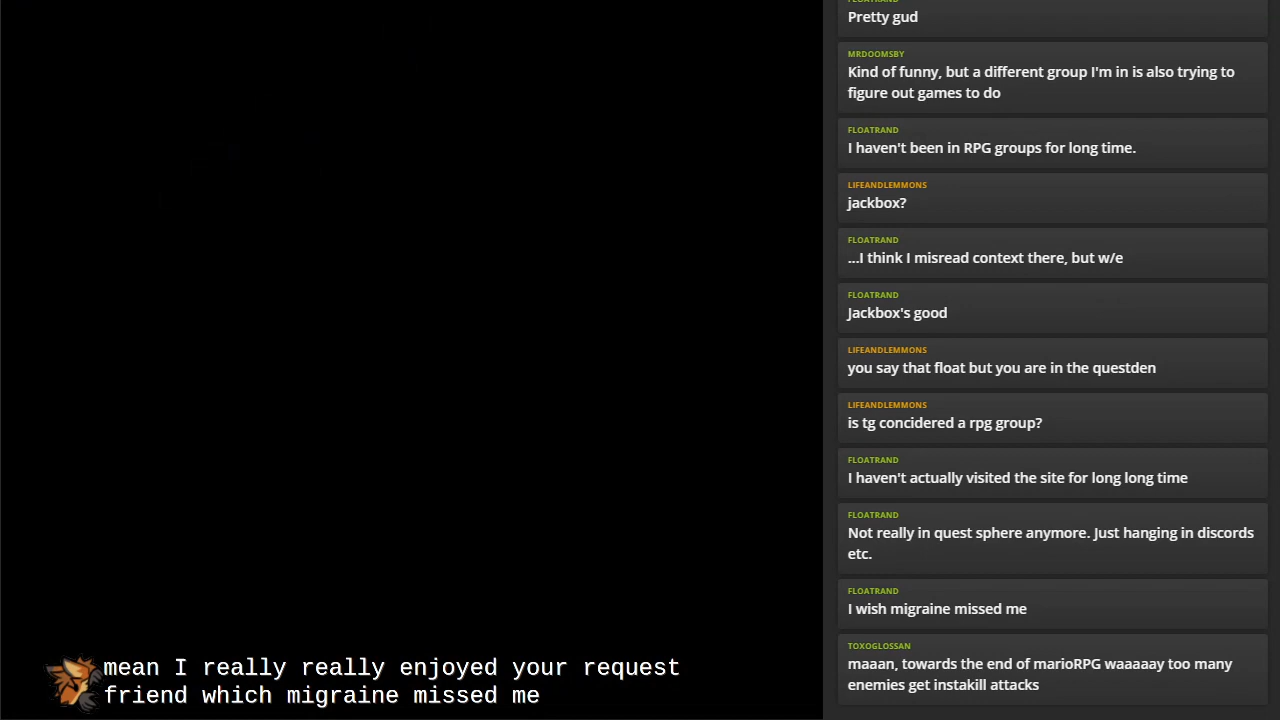 Pretty gud
MRDOOMSBY
Kind of funny, but a different group I'm in is also trying to
figure out games to do
FLOATRAND
I haven't been in RPG groups for long time.
LIFEANDLEMMONS
jackbox?
FLOATRAND
...I think I misread context there, but w/e
FLOATRAND
Jackbox's good
LIFEANDLEMMONS
you say that float but you are in the questden
LIFEANDLEMMONS
is tg concidered a rpg group?
FLOATRAND
I haven't actually visited the site for long long time
FLOATRAND
Not really in quest sphere anymore. Just hanging in discords
etc.
FLOATRAND
I wish migraine missed me
TOXOGLOSSAN
maaan, towards the end of marioRPG waaaaay too many
enemies get instakill attacks
mean I really really enjoyed your request
friend which migraine missed me